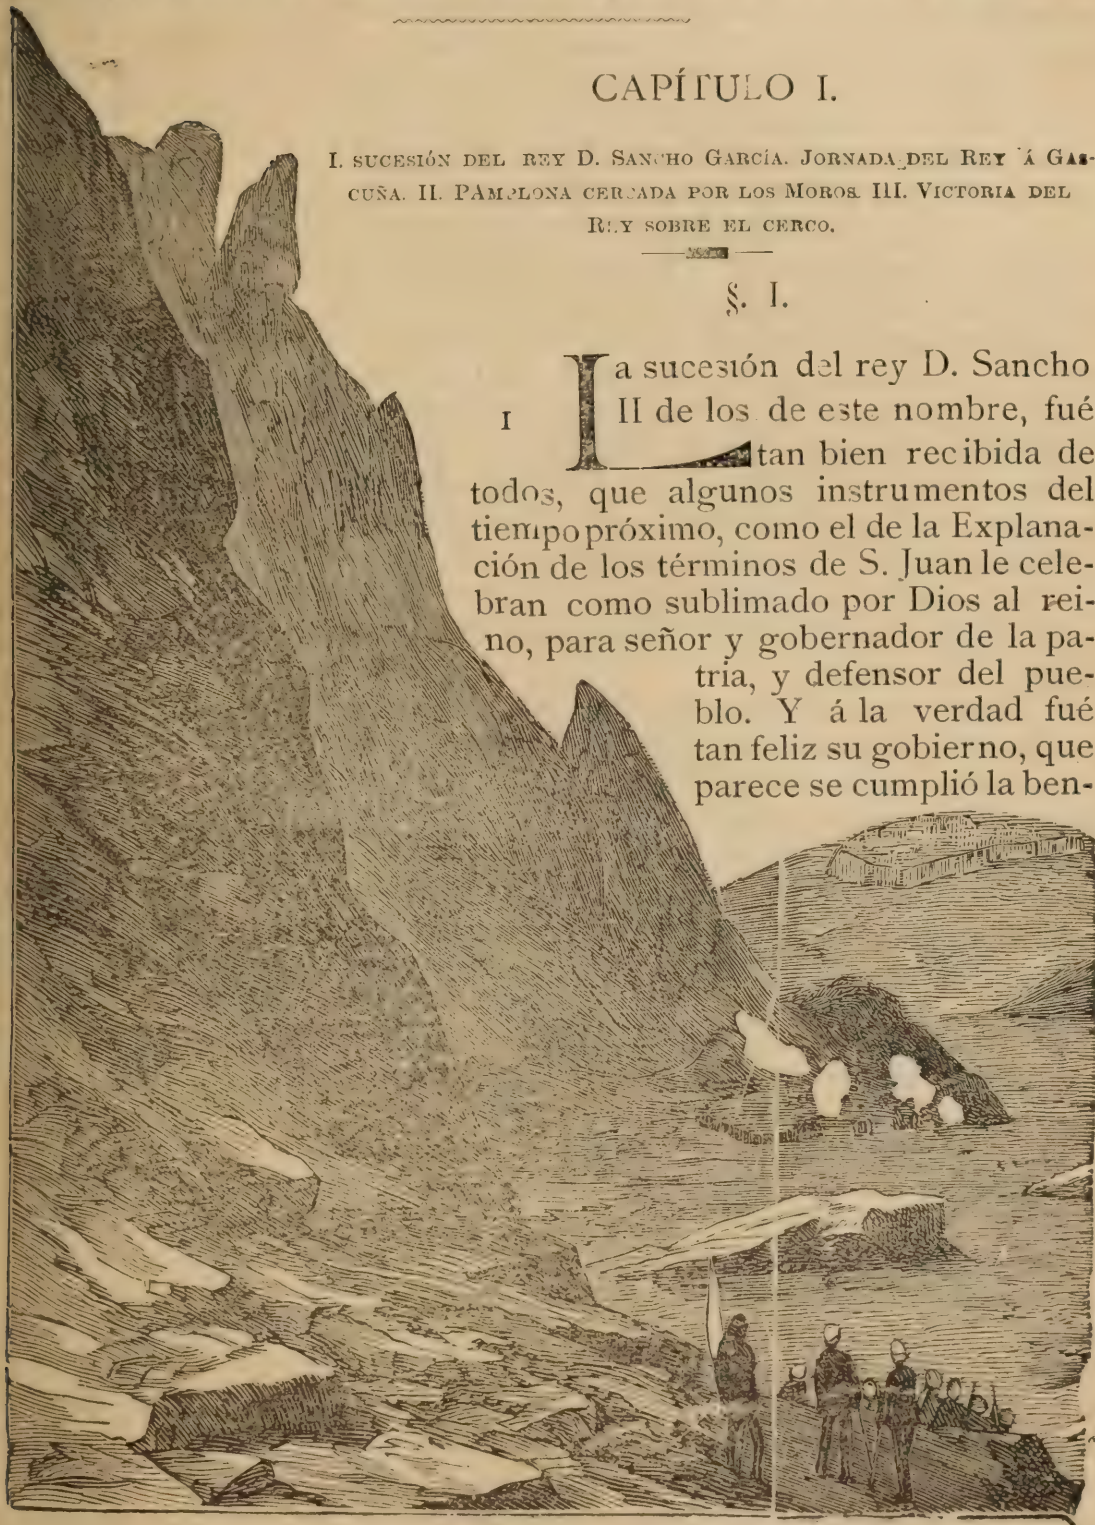 CAPÍTULO I.
I. SUCESIÓN DEL REY D. SANCHO GARCÍA. JORNADA DEL REY Á GAS-
CUÑA. II. PAMPLONA CERCADA POR LOS MOROS. III. VICTORIA DEL
REY SOBRE EL CERCO.
§. I.
La sucesión del rey D. Sancho
1 II de los de este nombre, fué
tan bien recibida de
todos, que algunos instrumentos del
tiempo próximo, como el de la Explana-
ción de los términos de S. Juan le cele-
bran como sublimado por Dios al rei-
no, para señor y gobernador de la pa-
tria, y defensor del pue-
blo. Y á la verdad fué
tan feliz su gobierno, que
parece se cumplió la ben-